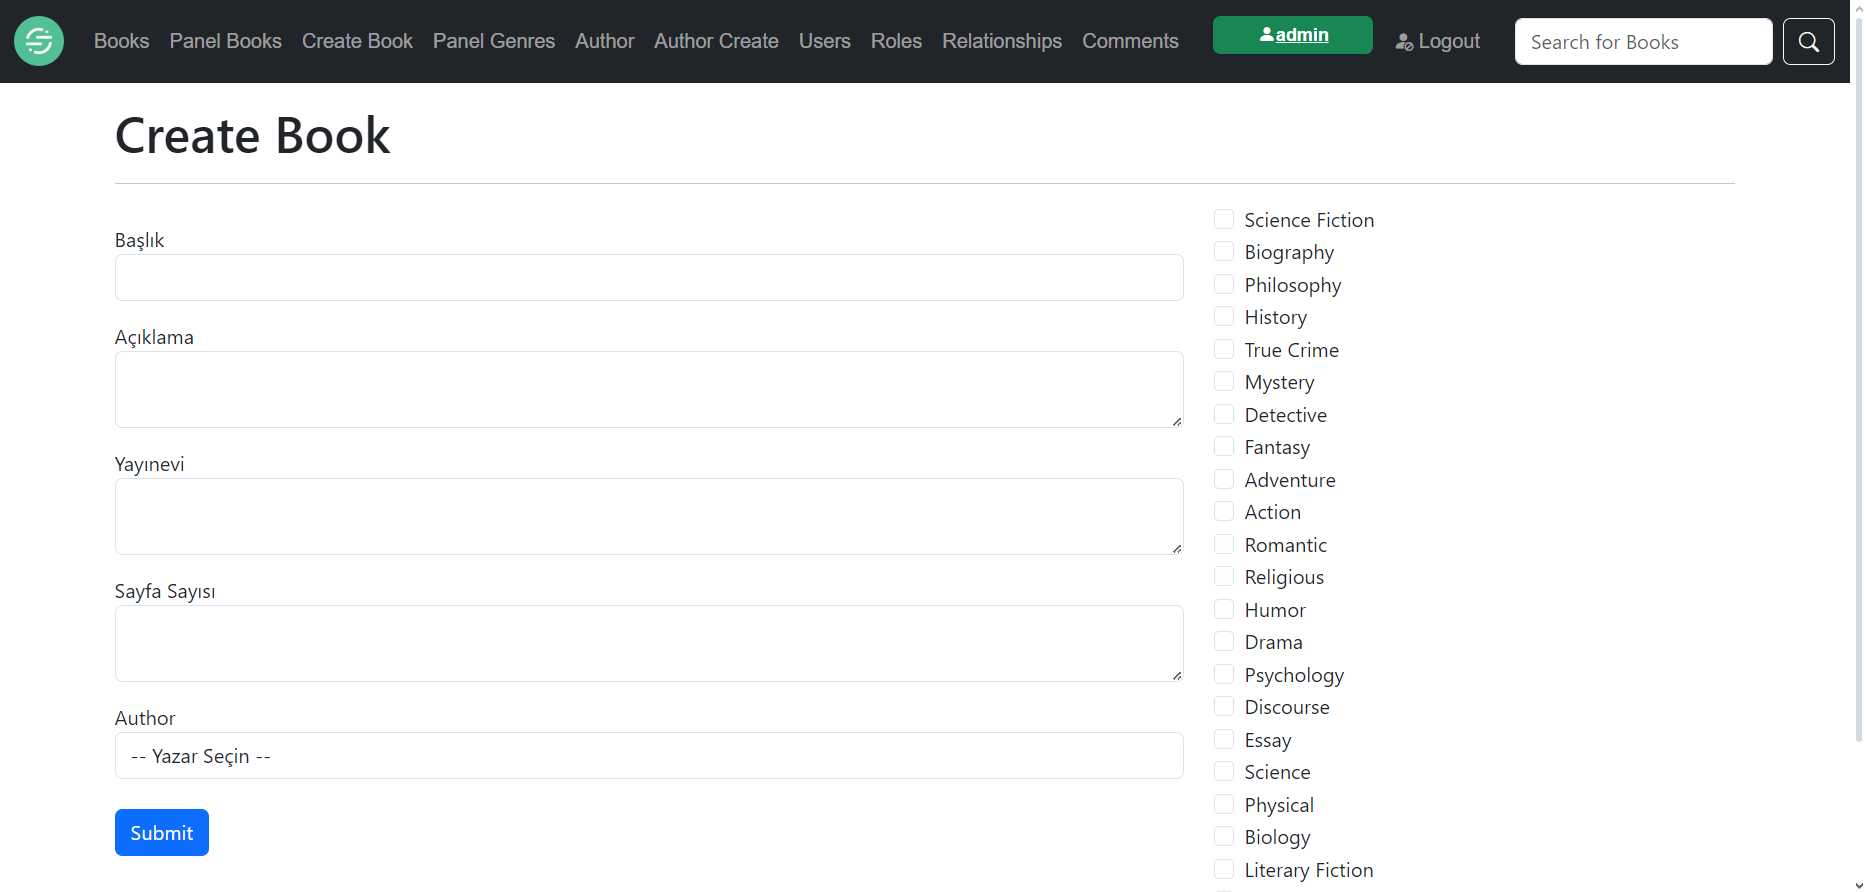 Books Panel Books Create Book Panel Genres Author Author Create Users Roles Relationships Comments admin Logout Search for Books
Create Book
Başlık
Açıklama
Yayınevi
Sayfa Sayısı
Author
-- Yazar Seçin --
Submit
Science Fiction
Biography
Philosophy
History
True Crime
Mystery
Detective
Fantasy
Adventure
Action
Romantic
Religious
Humor
Drama
Psychology
Discourse
Essay
Science
Physical
Biology
Literary Fiction